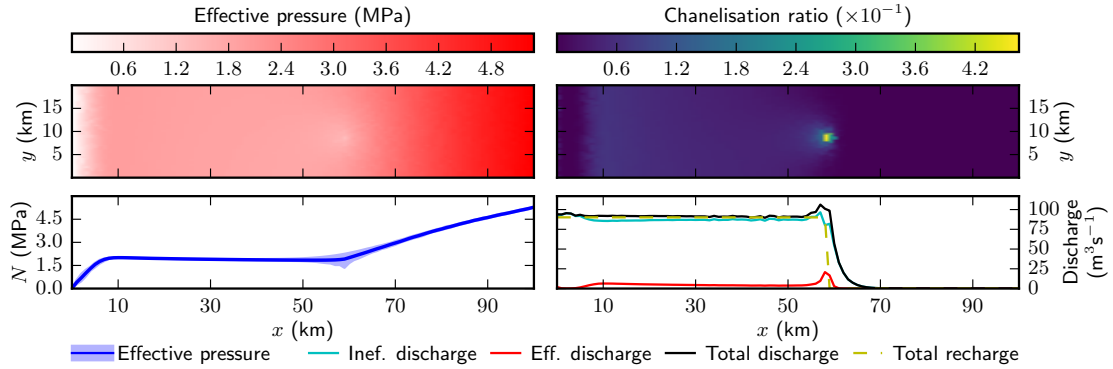 Effective pressure (MPa)
Chanelisation ratio (×10⁻¹)
0.6 1.2 1.8 2.4 3.0 3.6 4.2 4.8
0.6 1.2 1.8 2.4 3.0 3.6 4.2
y (km)
15
10
5
15
10
5
y (km)
N (MPa)
4.5
3.0
1.5
0.0
100
75
50
25
0
Discharge
(m³s⁻¹)
10 30 50 70 90
10 30 50 70 90
x (km)
x (km)
Effective pressure
Inef. discharge
Eff. discharge
Total discharge
Total recharge